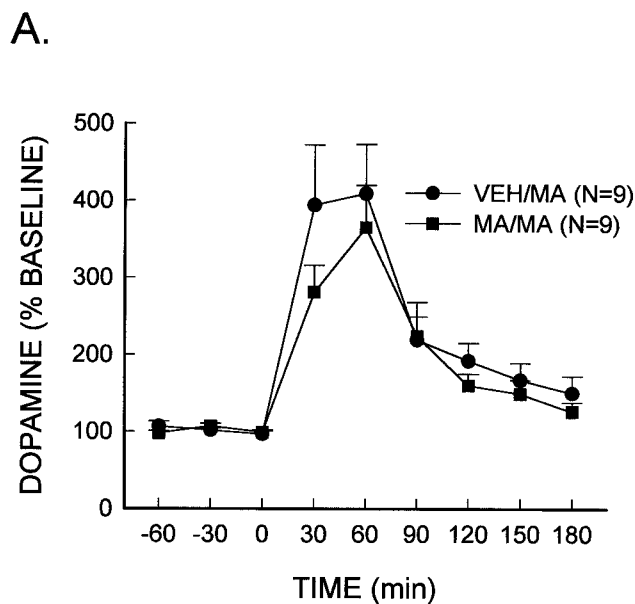 A.
DOPAMINE (% BASELINE)
500
400
300
200
100
0
VEH/MA (N=9)
MA/MA (N=9)
-60 -30 0 30 60 90 120 150 180
TIME (min)